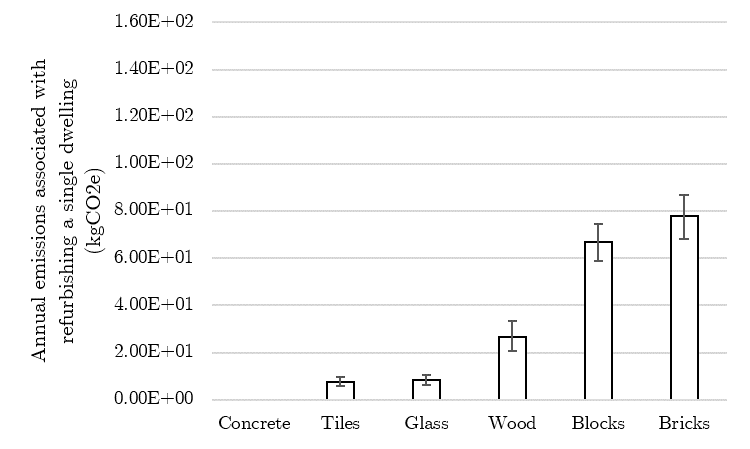 Annual emissions associated with
refurbishing a single dwelling
(kgCO2e)
1.60E+02
1.40E+02
1.20E+02
1.00E+02
8.00E+01
6.00E+01
4.00E+01
2.00E+01
0.00E+00
Concrete Tiles Glass Wood Blocks Bricks